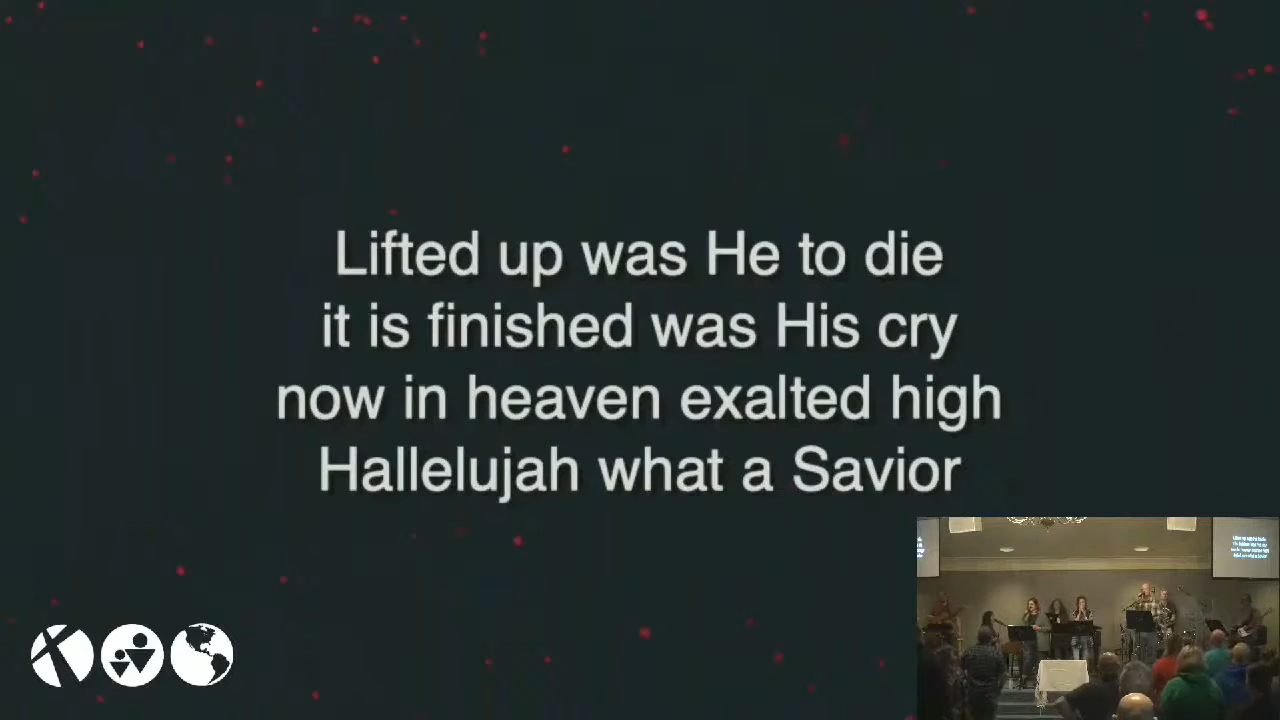 Lifted up was He to die
it is finished was His cry
now in heaven exalted high
Hallelujah what a Savior